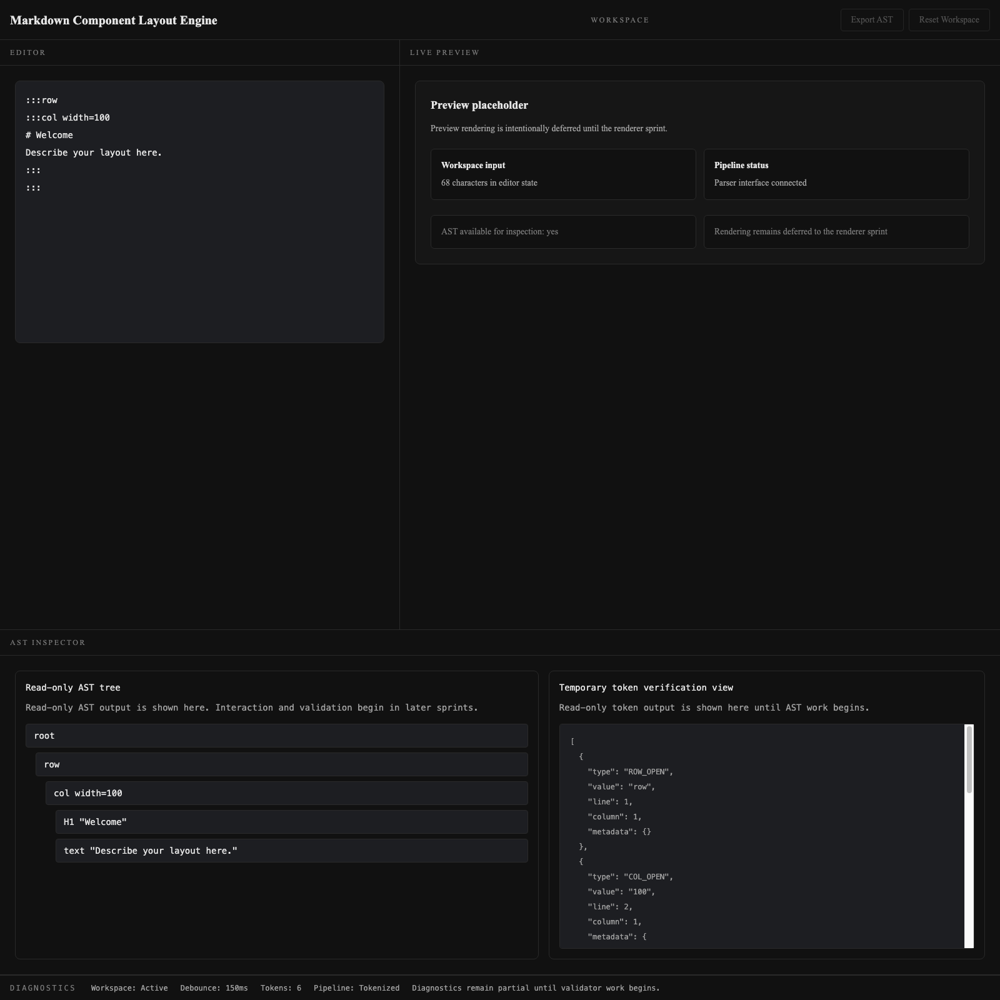 Markdown Component Layout Engine
WORKSPACE
Export AST
Reset Workspace
EDITOR
:::row
:::col width=100
# Welcome
Describe your layout here.
:::
:::
LIVE PREVIEW
Preview placeholder
Preview rendering is intentionally deferred until the renderer sprint.
Workspace input
68 characters in editor state
Pipeline status
Parser interface connected
AST available for inspection: yes
Rendering remains deferred to the renderer sprint
AST INSPECTOR
Read-only AST tree
Read-only AST output is shown here. Interaction and validation begin in later sprints.
root
row
col width=100
H1 "Welcome"
text "Describe your layout here."
Temporary token verification view
Read-only token output is shown here until AST work begins.
[
{
"type": "ROW_OPEN",
"value": "row",
"line": 1,
"column": 1,
"metadata": {}
},
{
"type": "COL_OPEN",
"value": "100",
"line": 2,
"column": 1,
"metadata": {
DIAGNOSTICS
Workspace: Active
Debounce: 150ms
Tokens: 6
Pipeline: Tokenized
Diagnostics remain partial until validator work begins.